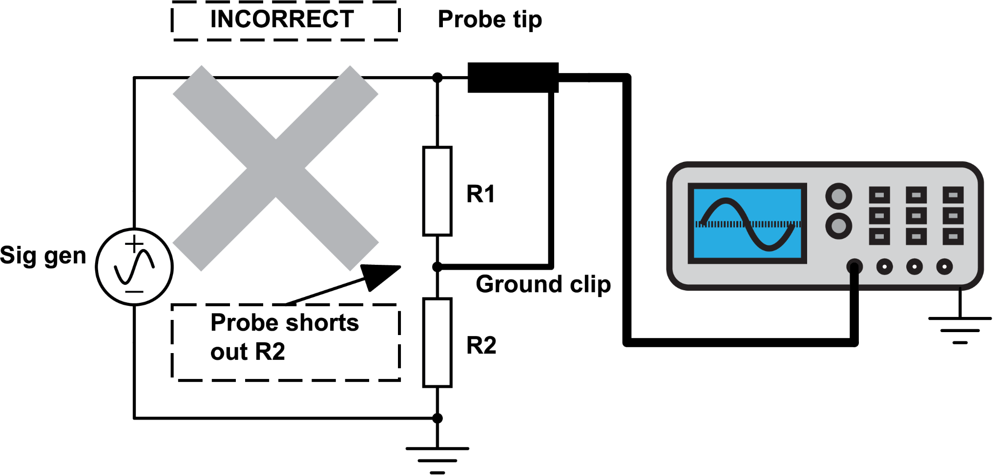 INCORRECT
Probe tip
R1
Sig gen
Ground clip
Probe shorts
out R2
R2